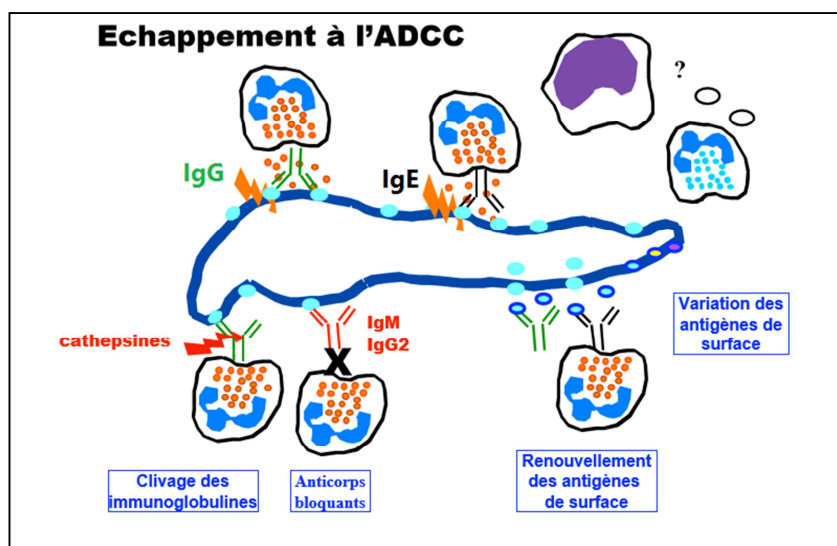 Echappement à l'ADCC
?
IgG
IgE
Variation des
antigènes de
surface
cathepsines
IgM
IgG2
X
Clivage des
immunoglobulines
Anticorps
bloquants
Renouvellement
des antigènes
de surface